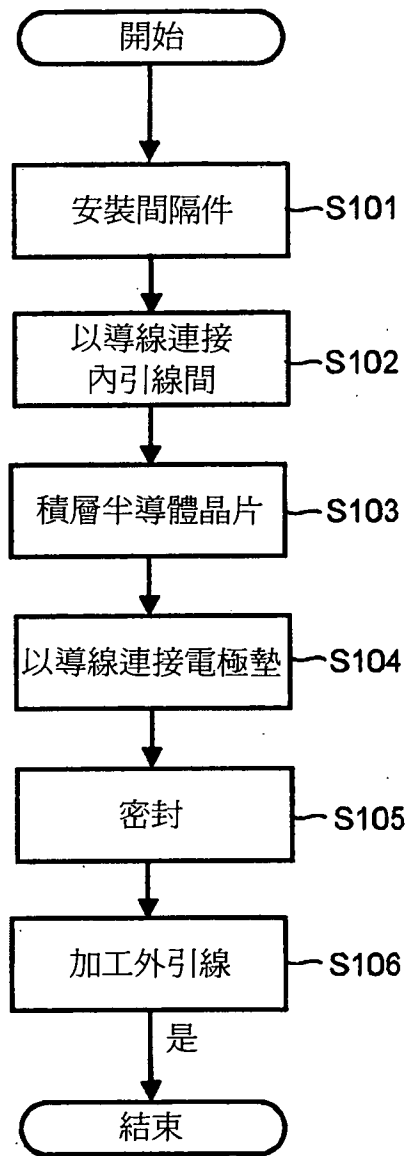 開始
安裝間隔件
S101
以導線連接
內引線間
S102
積層半導體晶片
S103
以導線連接電極墊
S104
密封
S105
加工外引線
S106
是
結束